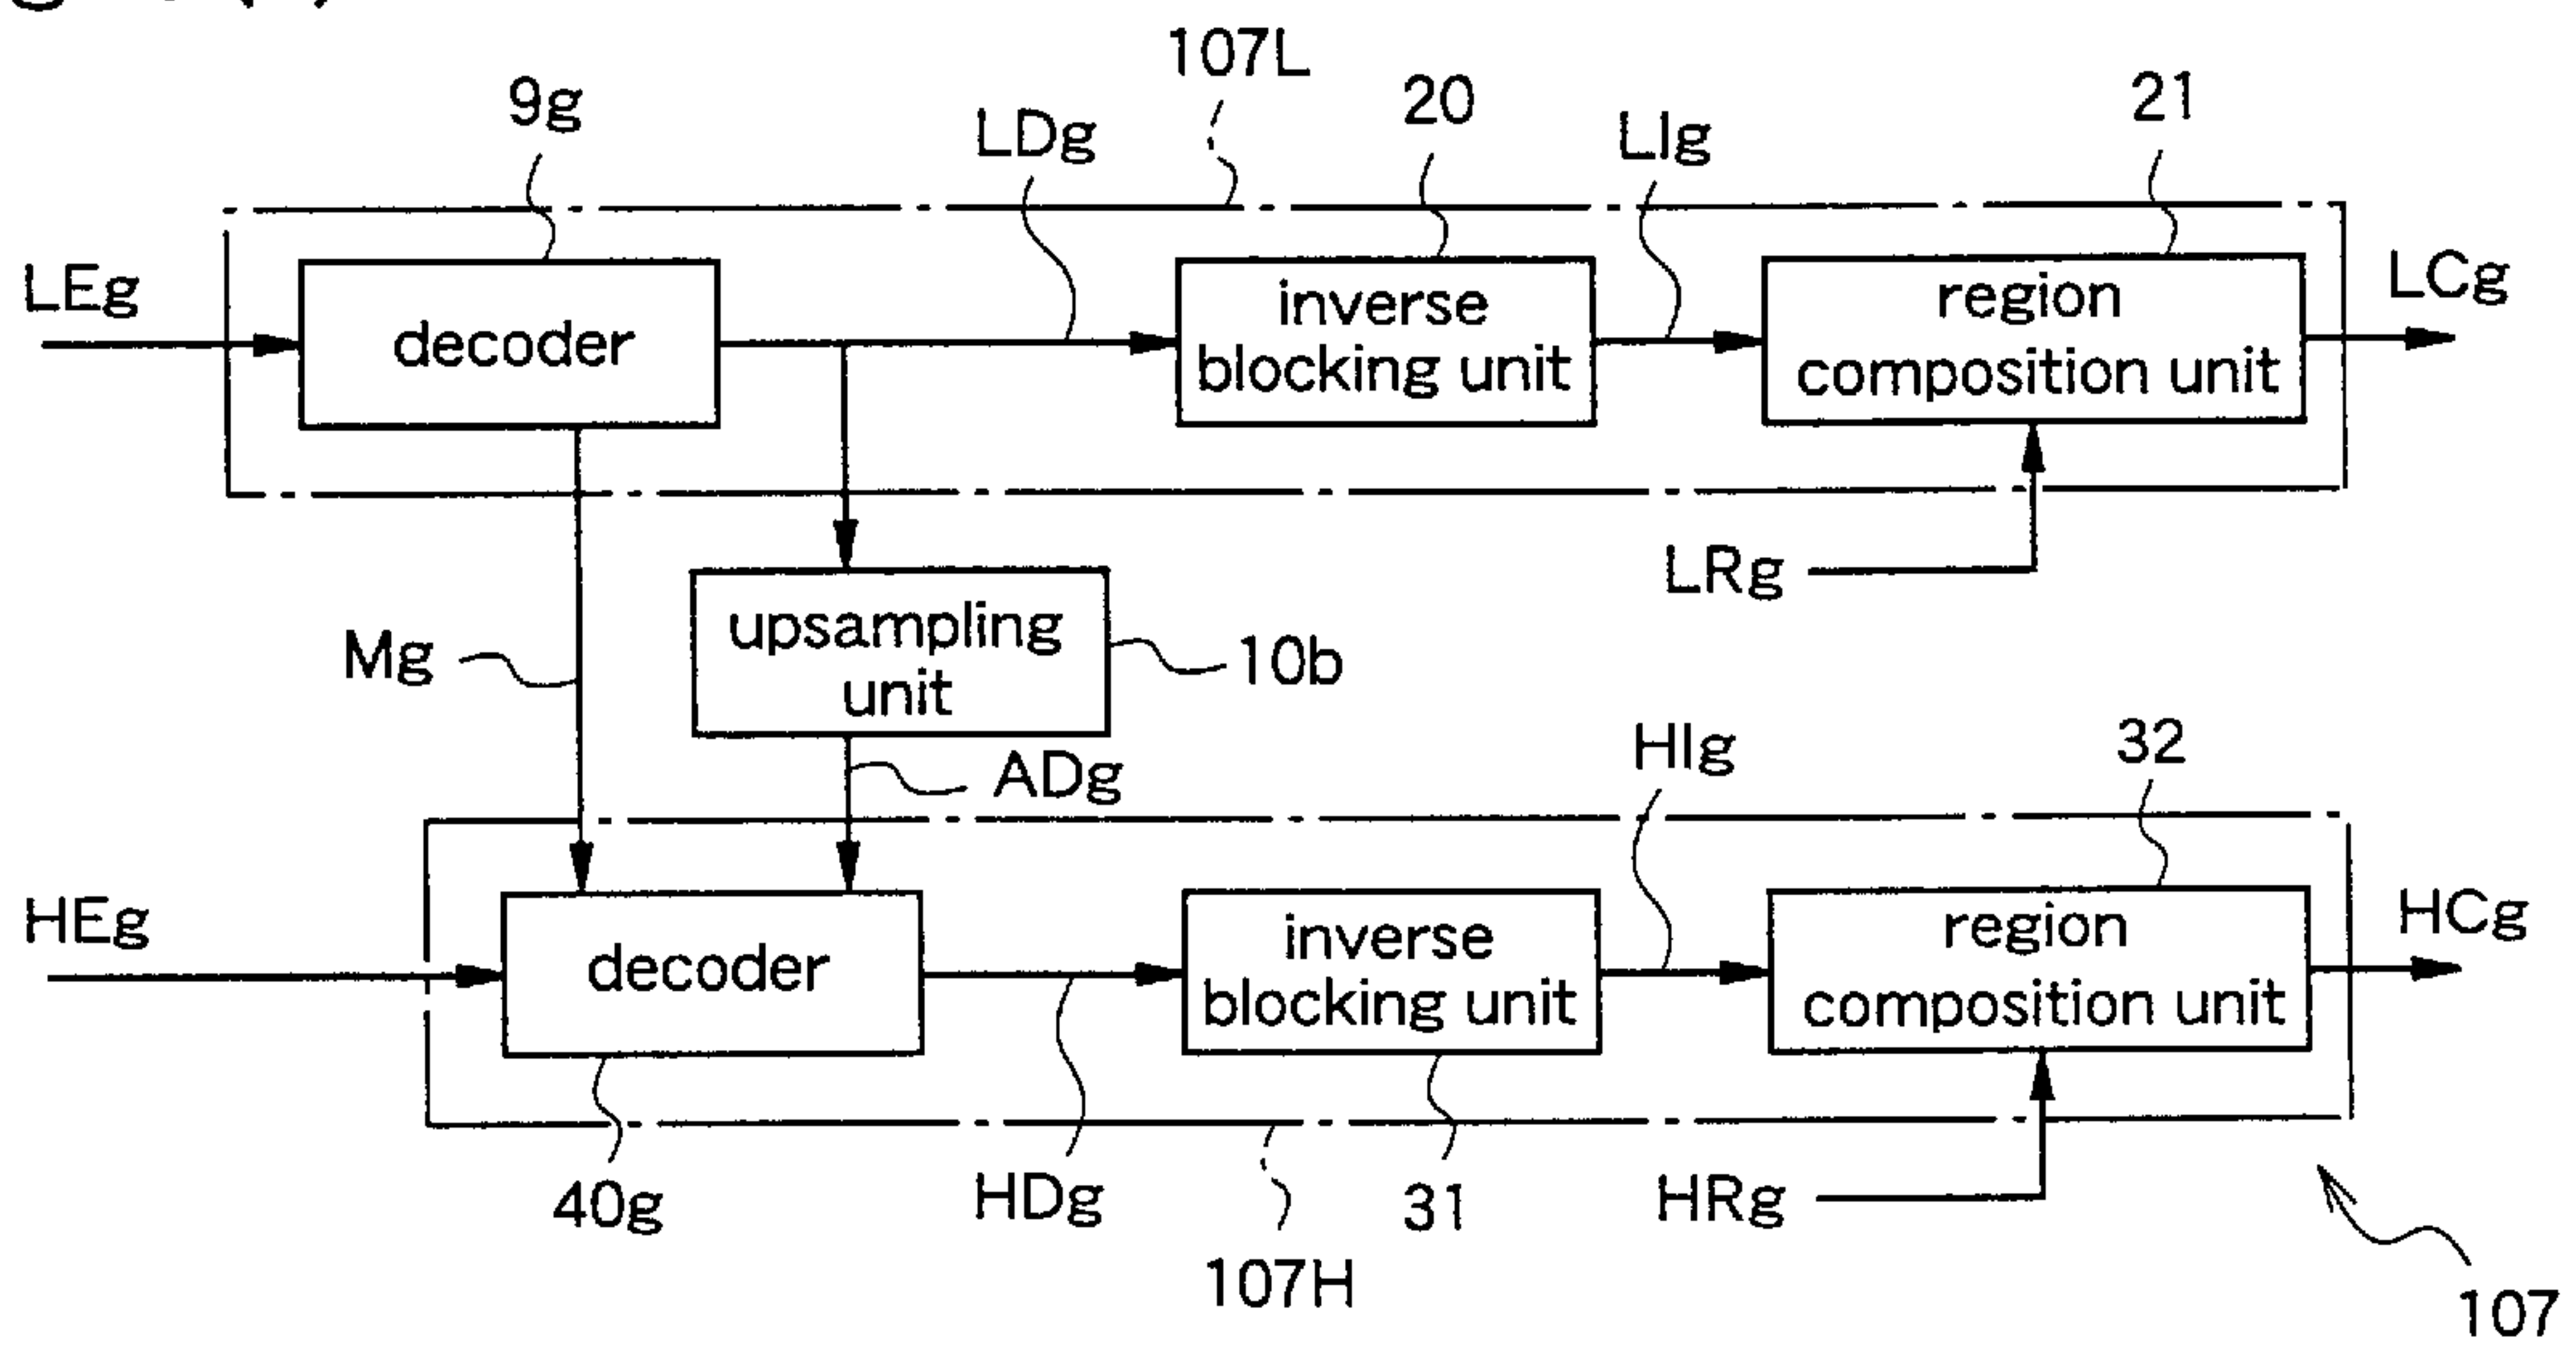 107L
9g
LDg
20
LIg
21
LEg
decoder
inverse
blocking unit
region
composition unit
LCg
LRg
Mg
upsampling
unit
10b
ADg
HIg
32
HEg
decoder
inverse
blocking unit
region
composition unit
HCg
40g
HDg
31
HRg
107H
107